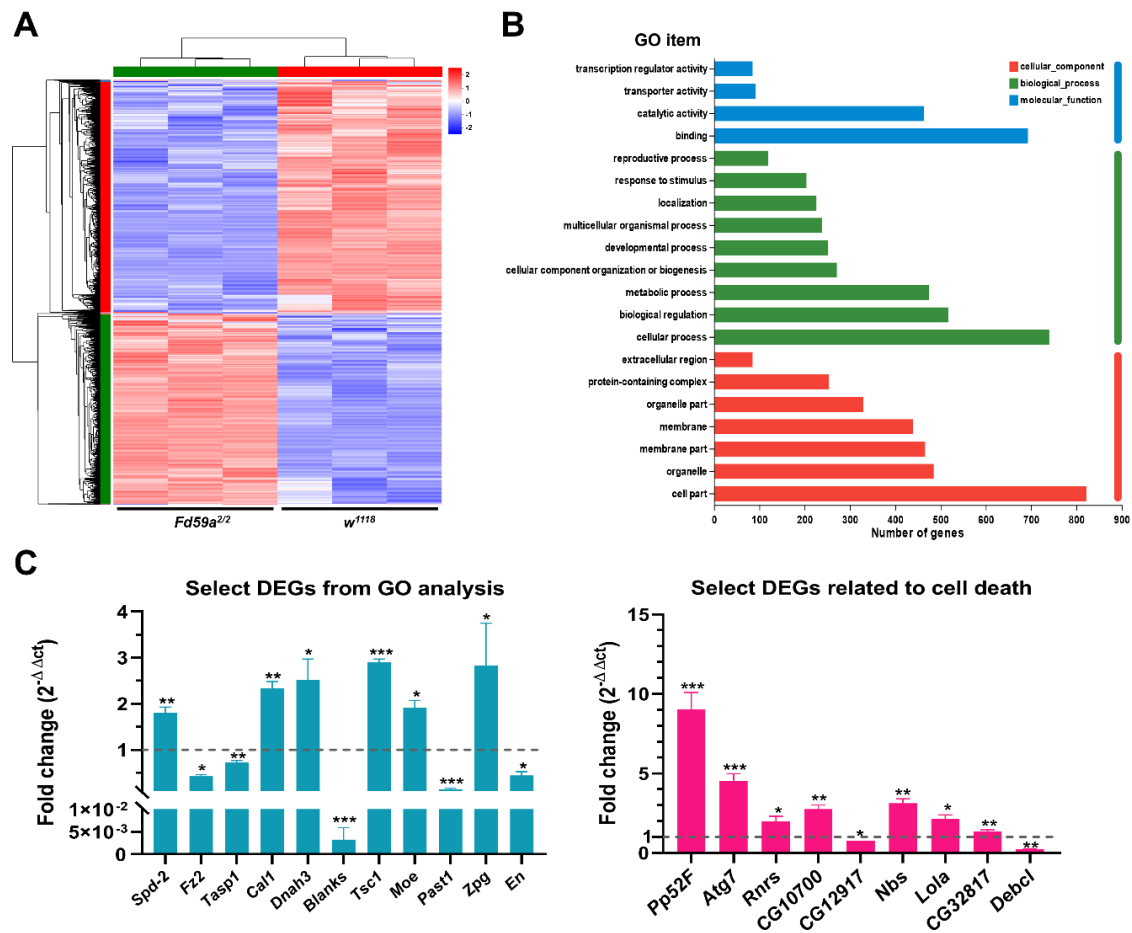 A
2
1
0
-1
-2
Fd59a2/2
w1118
B
GO item
cellular_component
biological_process
molecular_function
transcription regulator activity
transporter activity
catalytic activity
binding
reproductive process
response to stimulus
localization
multicellular organismal process
developmental process
cellular component organization or biogenesis
metabolic process
biological regulation
cellular process
extracellular region
protein-containing complex
organelle part
membrane
membrane part
organelle
cell part
0 100 200 300 400 500 600 700 800 900
Number of genes
C
Select DEGs from GO analysis
Fold change (2-ΔΔct)
4
3
2
1
1×10-2
5×10-3
0
** * ** ** * *** *** * *** * *
Spd-2 Fz2 Tasp1 Cal1 Dnah3 Blanks Tsc1 Moe Past1 Zpg En
Select DEGs related to cell death
Fold change (2-ΔΔct)
15
10
5
1
0
*** *** * ** * ** * ** **
Pp52F Atg7 Rnrs CG10700 CG12917 Nbs Lola CG32817 Debcl